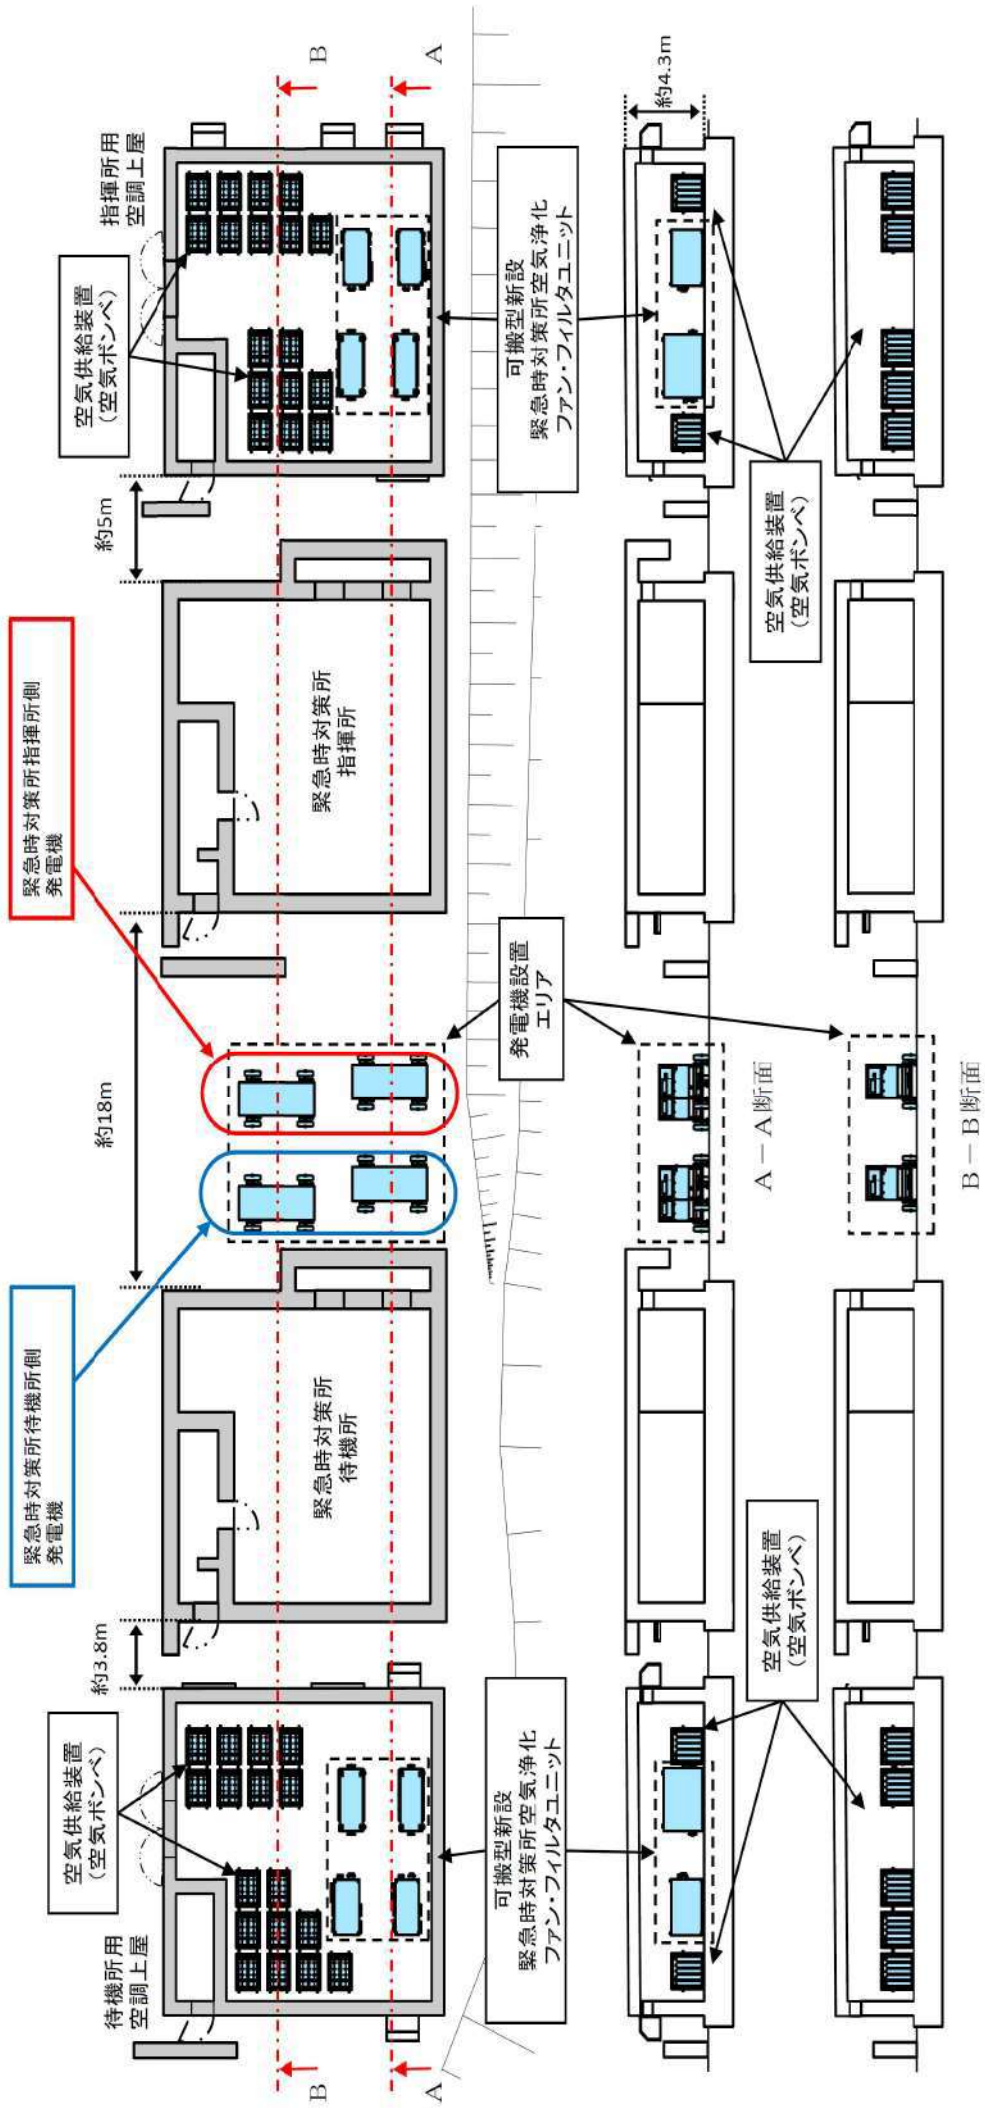 緊急時対策所待機所側
発電機
緊急時対策所指揮所側
発電機
待機所用
空調上屋
空気供給装置
（空気ボンベ）
約3.8m
約18m
約5m
空気供給装置
（空気ボンベ）
指揮所用
空調上屋
B
B
緊急時対策所
待機所
緊急時対策所
指揮所
A
A
可搬型新設
緊急時対策所空気浄化
ファン・フィルタユニット
発電機設置
エリア
可搬型新設
緊急時対策所空気浄化
ファン・フィルタユニット
約4.3m
A－A断面
空気供給装置
（空気ボンベ）
空気供給装置
（空気ボンベ）
B－B断面